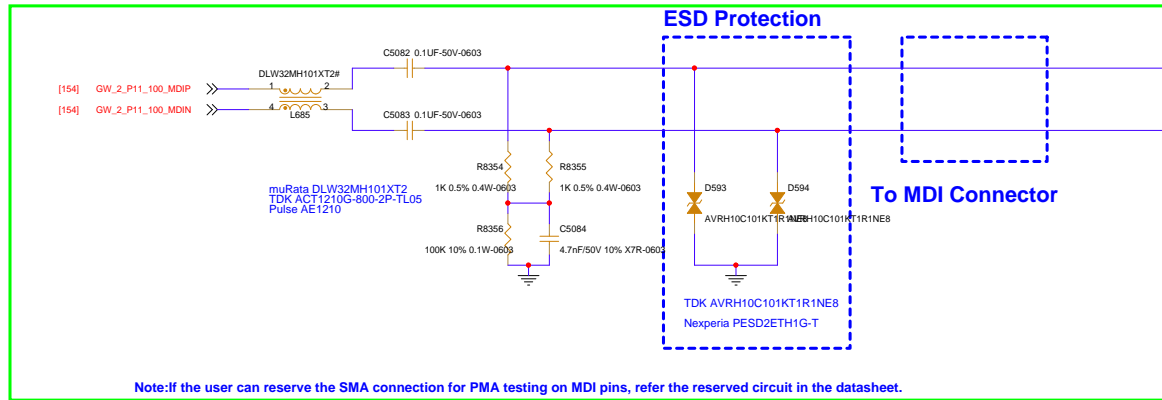 ESD Protection
C5082 0.1UF-50V-0603
DLW32MH101XT2#
1 2
[154] GW_2_P11_100_MDIP
[154] GW_2_P11_100_MDIN
4 3
L685
C5083 0.1UF-50V-0603
R8354
R8355
1K 0.5% 0.4W-0603
1K 0.5% 0.4W-0603
muRata DLW32MH101XT2
TDK ACT1210G-800-2P-TL05
Pulse AE1210
D593
D594
To MDI Connector
AVRH10C101KT1R1NE8
AVRH10C101KT1R1NE8
R8356
C5084
100K 10% 0.1W-0603
4.7nF/50V 10% X7R-0603
TDK AVRH10C101KT1R1NE8
Nexperia PESD2ETH1G-T
Note:If the user can reserve the SMA connection for PMA testing on MDI pins, refer the reserved circuit in the datasheet.